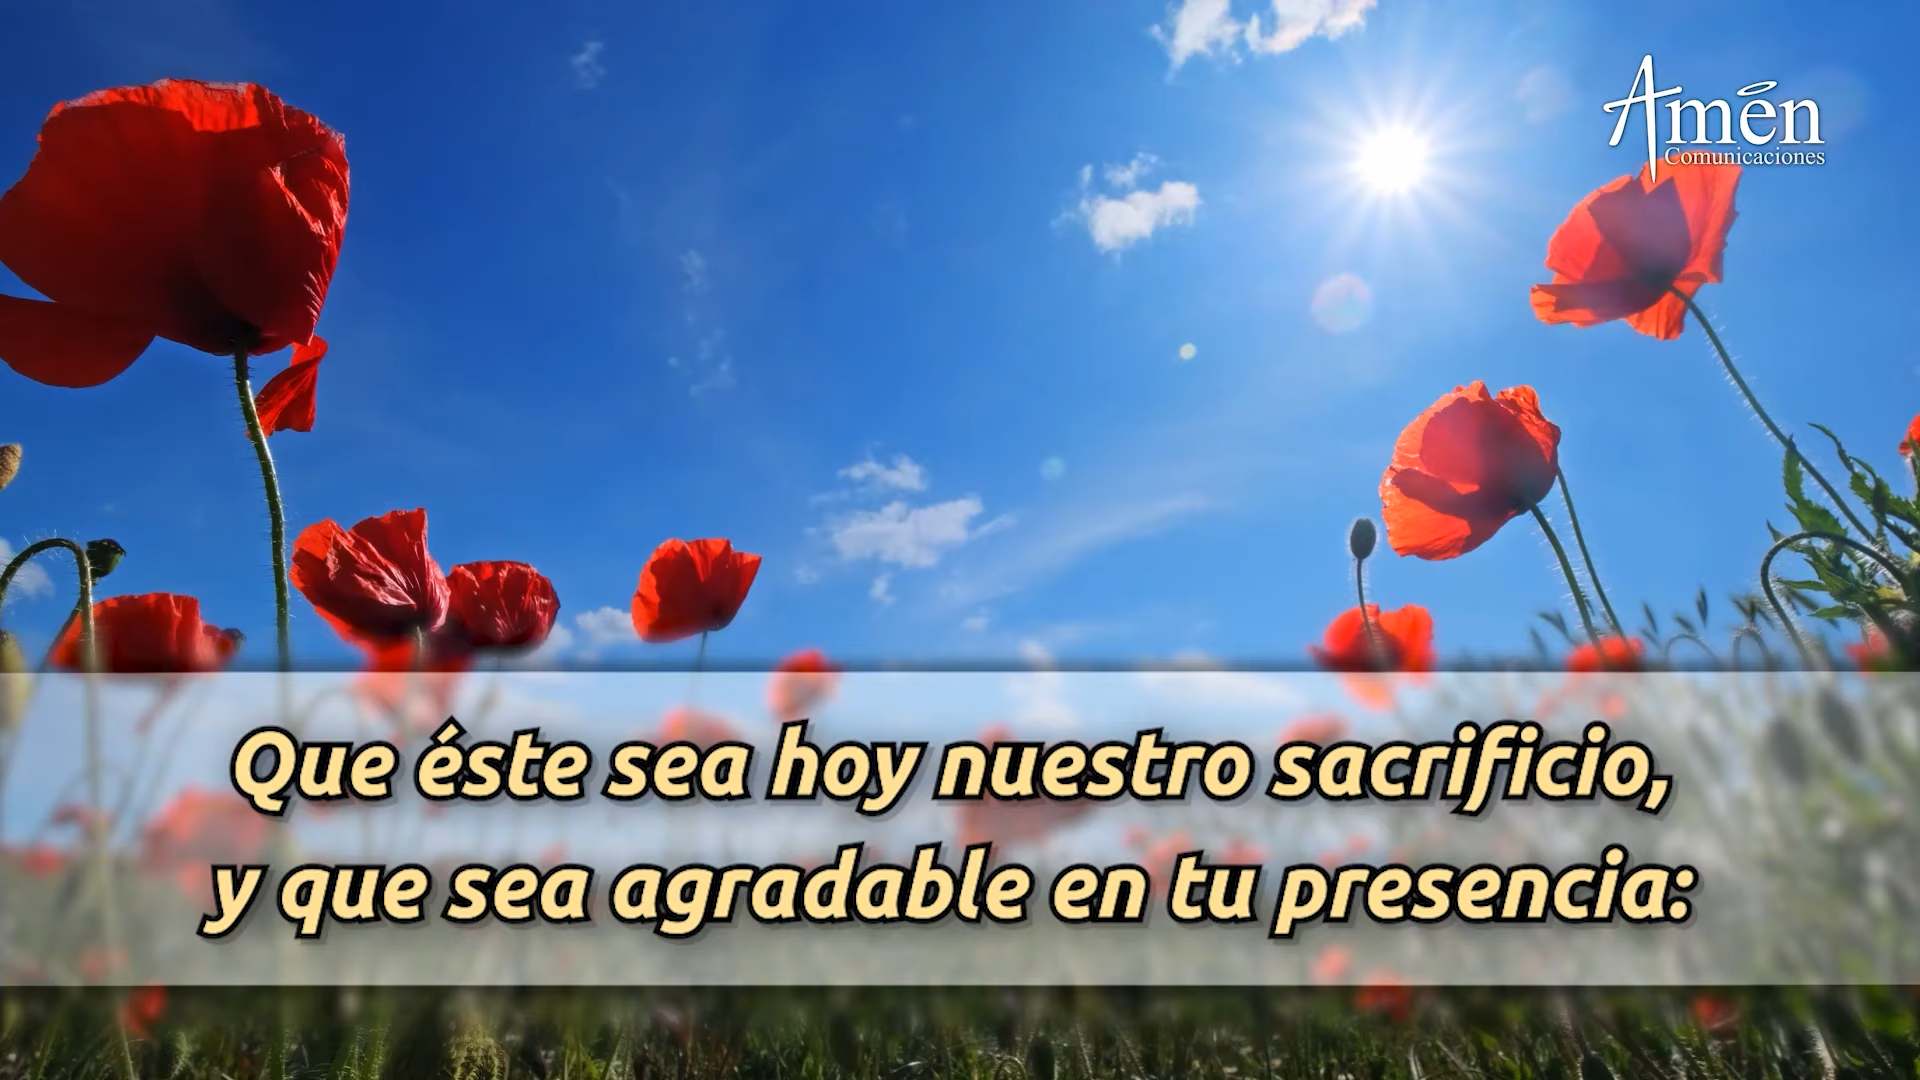 Amén
Comunicaciones
Que éste sea hoy nuestro sacrificio,
y que sea agradable en tu presencia: